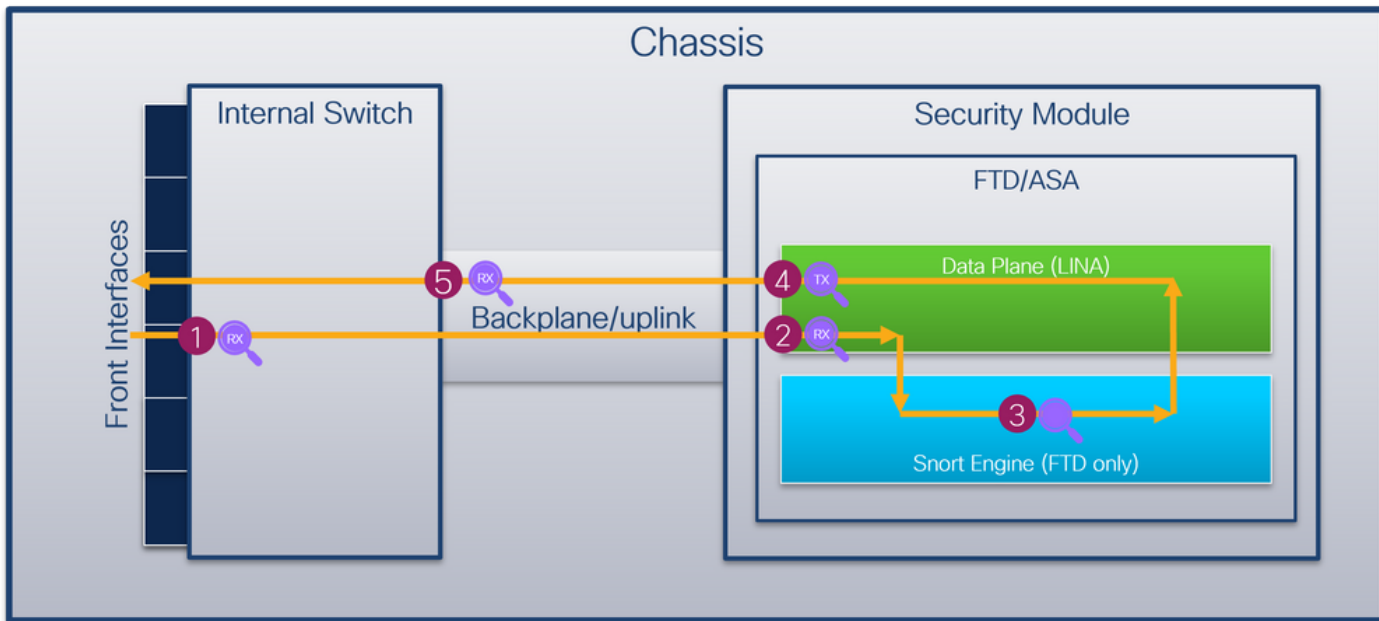 Chassis
Internal Switch
Security Module
FTD/ASA
Data Plane (LINA)
5 RX
4 TX
Backplane/uplink
1 RX
2 RX
Front Interfaces
3
Snort Engine (FTD only)